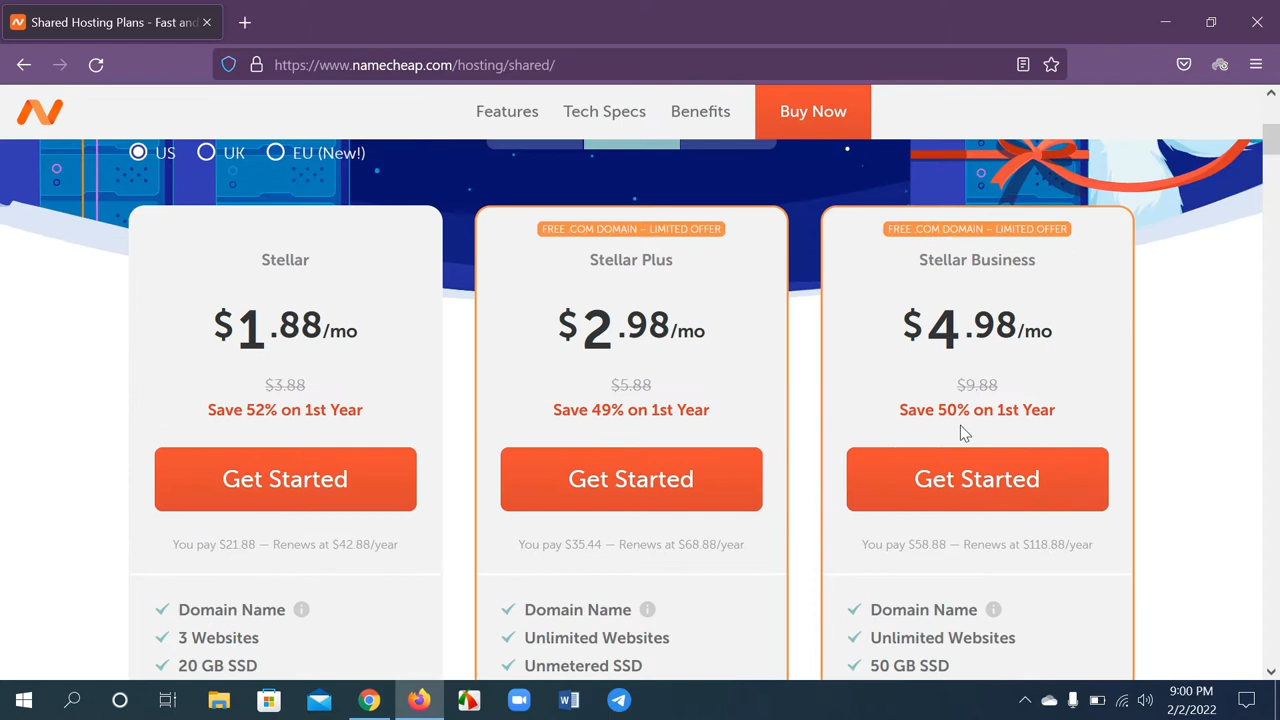 Shared Hosting Plans - Fast and
https://www.namecheap.com/hosting/shared/
Features
Tech Specs
Benefits
Buy Now
US
UK
EU (New!)
Stellar
$1.88/mo
$3.88
Save 52% on 1st Year
Get Started
You pay $21.88 — Renews at $42.88/year
Domain Name
3 Websites
20 GB SSD
FREE .COM DOMAIN – LIMITED OFFER
Stellar Plus
$2.98/mo
$5.88
Save 49% on 1st Year
Get Started
You pay $35.44 — Renews at $68.88/year
Domain Name
Unlimited Websites
Unmetered SSD
FREE .COM DOMAIN – LIMITED OFFER
Stellar Business
$4.98/mo
$9.88
Save 50% on 1st Year
Get Started
You pay $58.88 — Renews at $118.88/year
Domain Name
Unlimited Websites
50 GB SSD
9:00 PM
2/2/2022